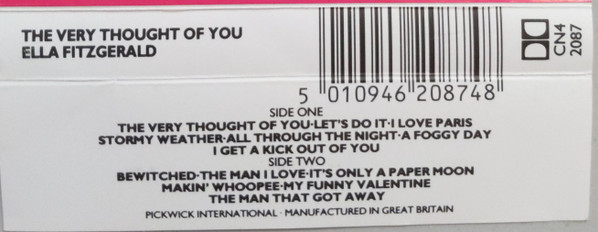 THE VERY THOUGHT OF YOU
ELLA FITZGERALD
CN4
2087
5 010946 208748
SIDE ONE
THE VERY THOUGHT OF YOU·LET'S DO IT·I LOVE PARIS
STORMY WEATHER·ALL THROUGH THE NIGHT·A FOGGY DAY
I GET A KICK OUT OF YOU
SIDE TWO
BEWITCHED·THE MAN I LOVE·IT'S ONLY A PAPER MOON
MAKIN' WHOOPEE·MY FUNNY VALENTINE
THE MAN THAT GOT AWAY
PICKWICK INTERNATIONAL · MANUFACTURED IN GREAT BRITAIN